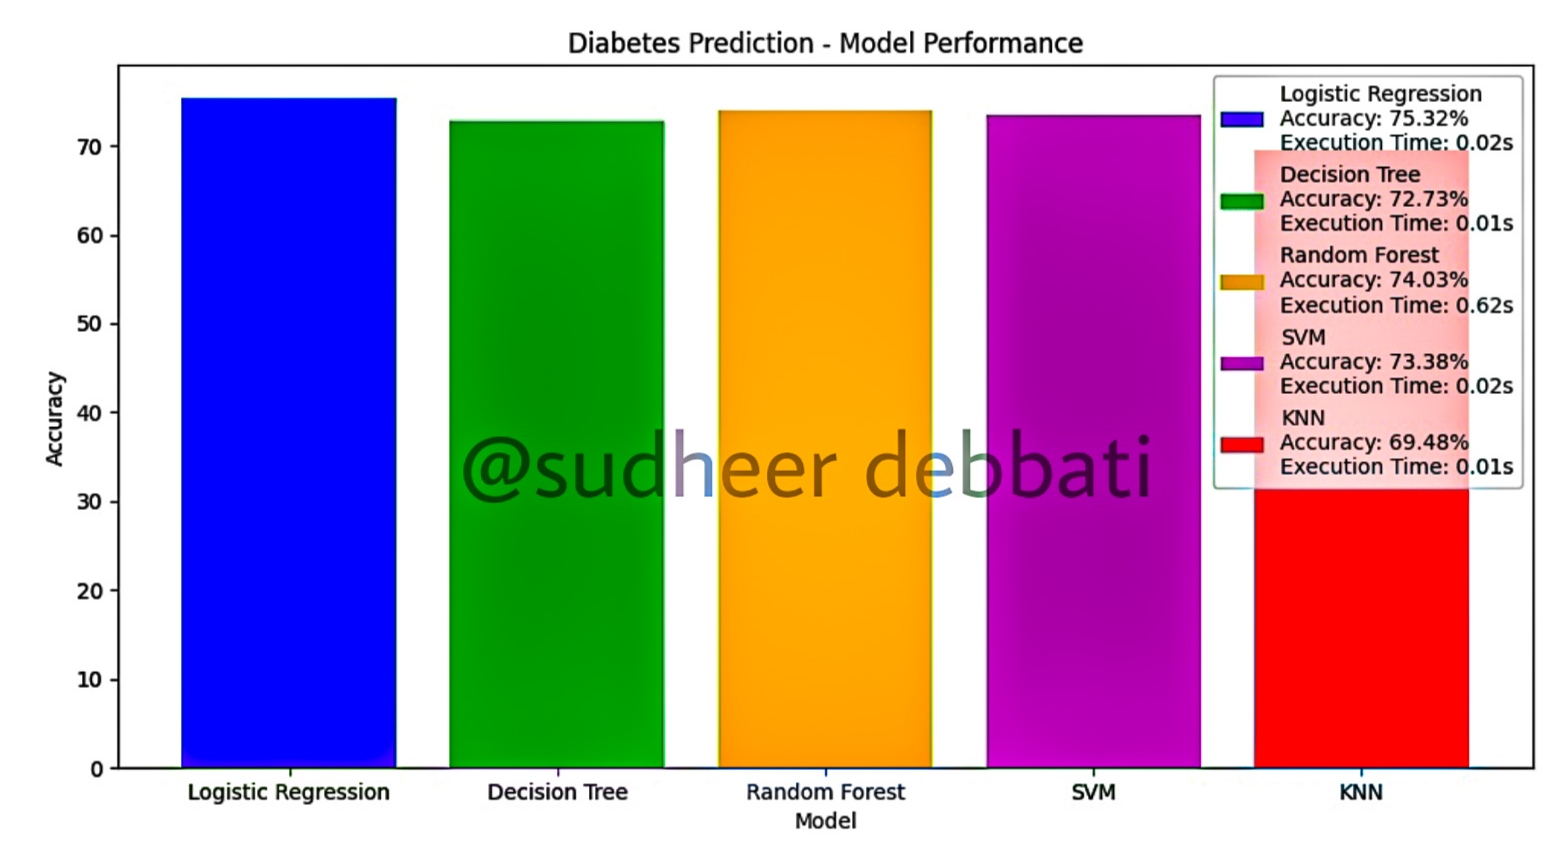 Diabetes Prediction - Model Performance
Logistic Regression
Accuracy: 75.32%
Execution Time: 0.02s
Decision Tree
Accuracy: 72.73%
Execution Time: 0.01s
Random Forest
Accuracy: 74.03%
Execution Time: 0.62s
SVM
Accuracy: 73.38%
Execution Time: 0.02s
KNN
Accuracy: 69.48%
Execution Time: 0.01s
70
60
50
40
30
20
10
0
Accuracy
@sudheer debbati
Logistic Regression
Decision Tree
Random Forest
SVM
KNN
Model